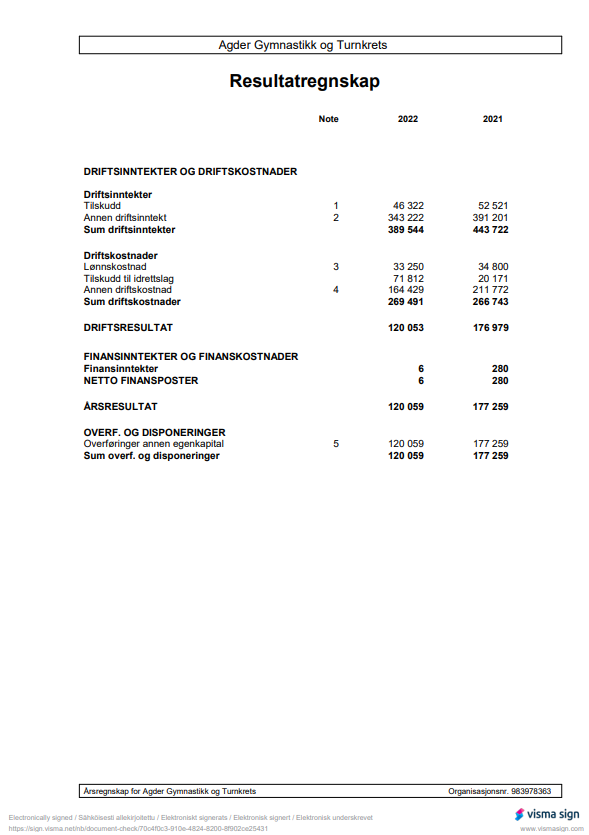 Agder Gymnastikk og Turnkrets
Resultatregnskap
Note 2022 2021
DRIFTSINNTEKTER OG DRIFTSKOSTNADER
Driftsinntekter
Tilskudd 1 46 322 52 521
Annen driftsinntekt 2 343 222 391 201
Sum driftsinntekter 389 544 443 722
Driftskostnader
Lønnskostnad 3 33 250 34 800
Tilskudd til idrettslag 71 812 20 171
Annen driftskostnad 4 164 429 211 772
Sum driftskostnader 269 491 266 743
DRIFTSRESULTAT 120 053 176 979
FINANSINNTEKTER OG FINANSKOSTNADER
Finansinntekter 6 280
NETTO FINANSPOSTER 6 280
ÅRSRESULTAT 120 059 177 259
OVERF. OG DISPONERINGER
Overføringer annen egenkapital 5 120 059 177 259
Sum overf. og disponeringer 120 059 177 259
Årsregnskap for Agder Gymnastikk og Turnkrets Organisasjonsnr. 983978363
Electronically signed / Sähköisesti allekirjoitettu / Elektroniskt signerats / Elektronisk signert / Elektronisk underskrevet
https://sign.visma.net/nb/document-check/70c4f0c3-910e-4824-8200-8f902ce25431
visma sign
www.vismasign.com